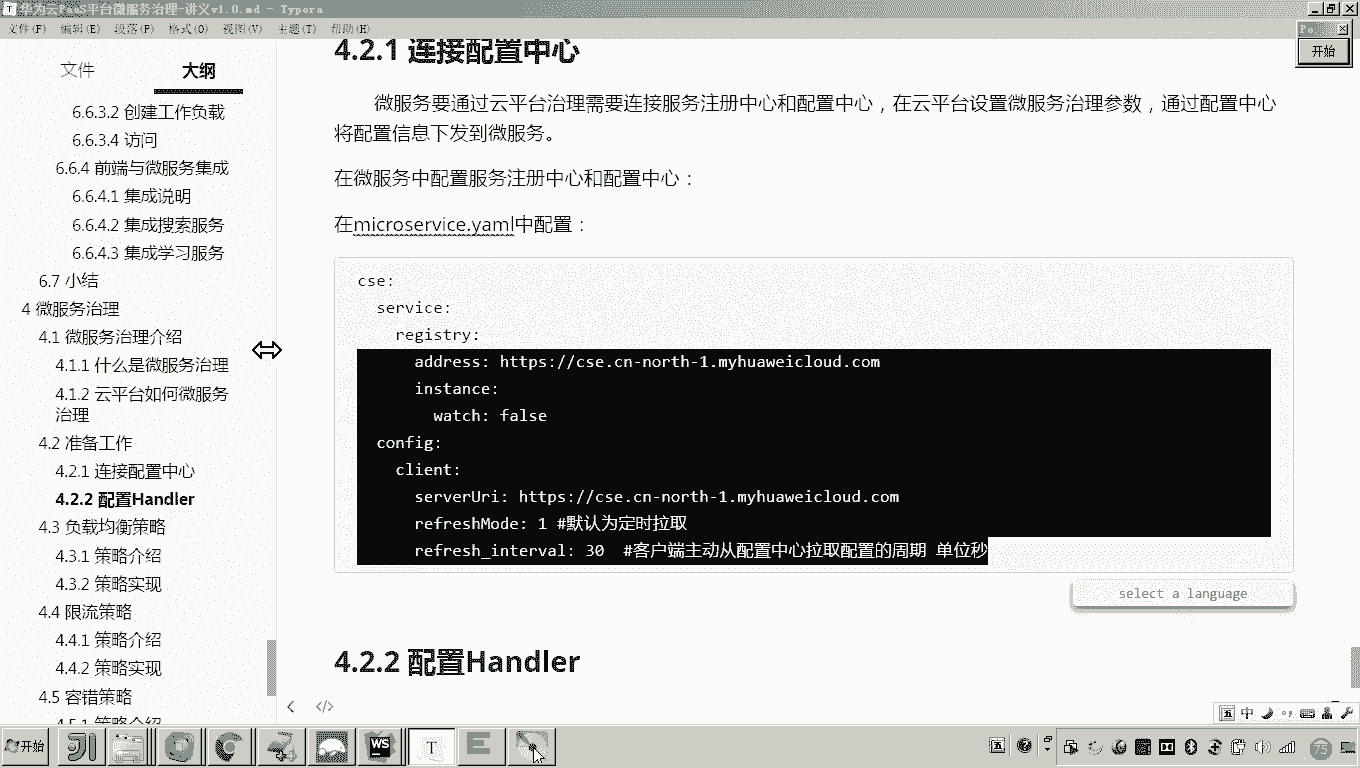 华为云PaaS平台微服务治理-讲义v1.0.md - Typora
文件(F) 编辑(E) 段落(P) 格式(O) 视图(V) 主题(T) 帮助(H)
开始
文件 大纲
6.6.3.2 创建工作负载
6.6.3.4 访问
6.6.4 前端与微服务集成
6.6.4.1 集成说明
6.6.4.2 集成搜索服务
6.6.4.3 集成学习服务
6.7 小结
4 微服务治理
4.1 微服务治理介绍
4.1.1 什么是微服务治理
4.1.2 云平台如何微服务
治理
4.2 准备工作
4.2.1 连接配置中心
4.2.2 配置Handler
4.3 负载均衡策略
4.3.1 策略介绍
4.3.2 策略实现
4.4 限流策略
4.4.1 策略介绍
4.4.2 策略实现
4.5 容错策略
4.5.1 策略介绍
4.2.1 连接配置中心
微服务要通过云平台治理需要连接服务注册中心和配置中心，在云平台设置微服务治理参数，通过配置中心
将配置信息下发到微服务。
在微服务中配置服务注册中心和配置中心：
在microservice.yaml中配置：
cse:
service:
registry:
address: https://cse.cn-north-1.myhuaweicloud.com
instance:
watch: false
config:
client:
serverUri: https://cse.cn-north-1.myhuaweicloud.com
refreshMode: 1 #默认为定时拉取
refresh_interval: 30 #客户端主动从配置中心拉取配置的周期 单位秒
select a language
4.2.2 配置Handler
五 中
开始
WS
T
E
五
75